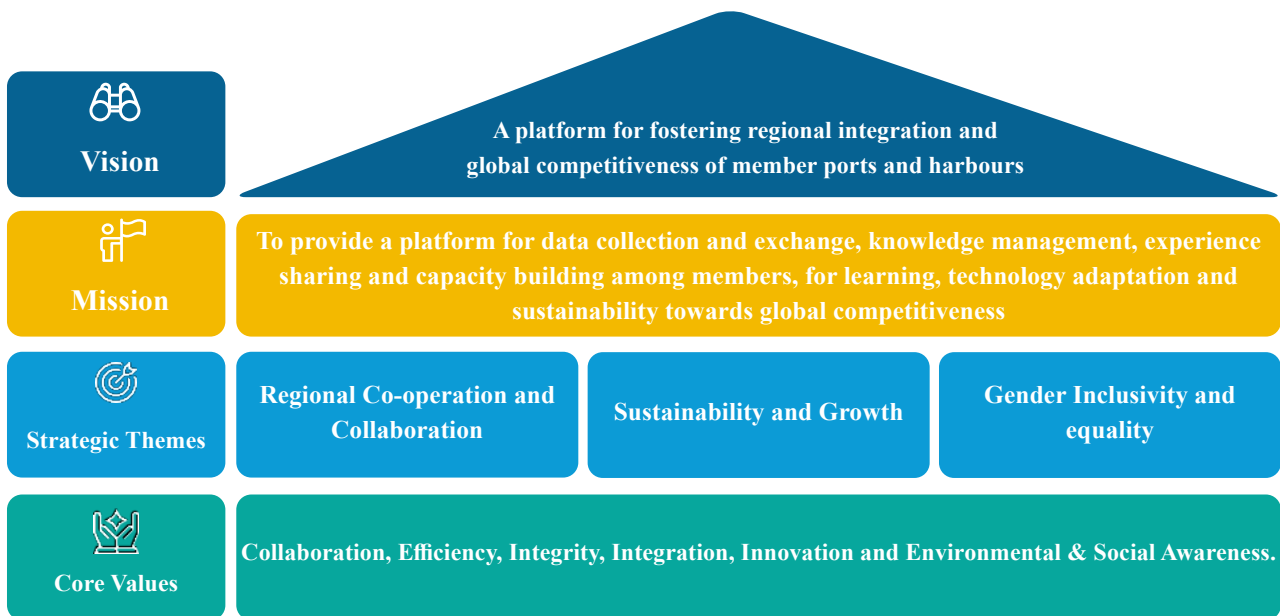 Vision
A platform for fostering regional integration and
global competitiveness of member ports and harbours
Mission
To provide a platform for data collection and exchange, knowledge management, experience
sharing and capacity building among members, for learning, technology adaptation and
sustainability towards global competitiveness
Strategic Themes
Regional Co-operation and
Collaboration
Sustainability and Growth
Gender Inclusivity and
equality
Core Values
Collaboration, Efficiency, Integrity, Integration, Innovation and Environmental & Social Awareness.